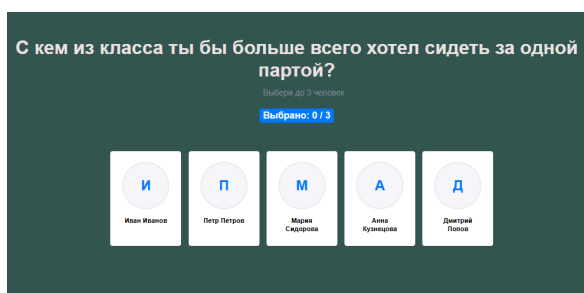 С кем из класса ты бы больше всего хотел сидеть за одной
партой?
Выбери до 3 человек
Выбрано: 0 / 3
И П М А Д
Иван Иванов Петр Петров Мария Анна Дмитрий
Сидорова Кузнецова Попов